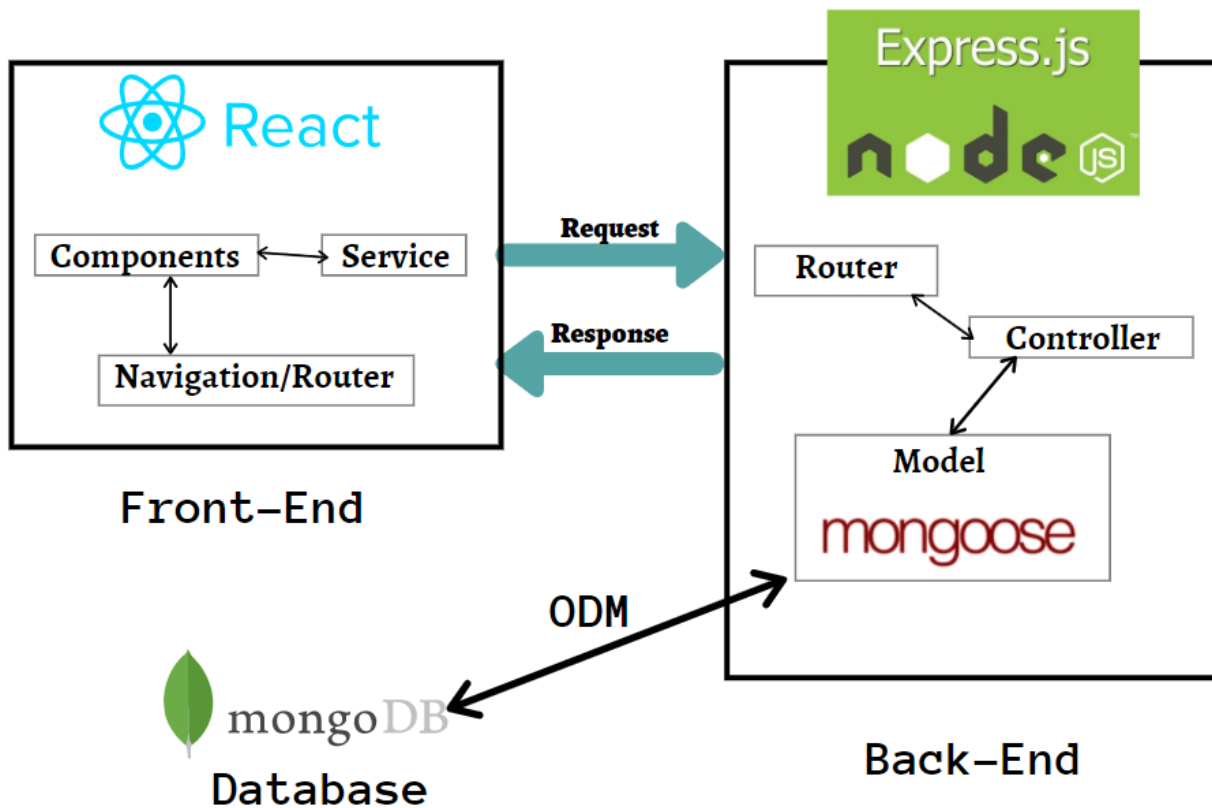 Express.js
node
JS
™
React
Components
Service
Navigation/Router
Front-End
Request
Response
Router
Controller
Model
mongoose
ODM
mongoDB
Database
Back-End